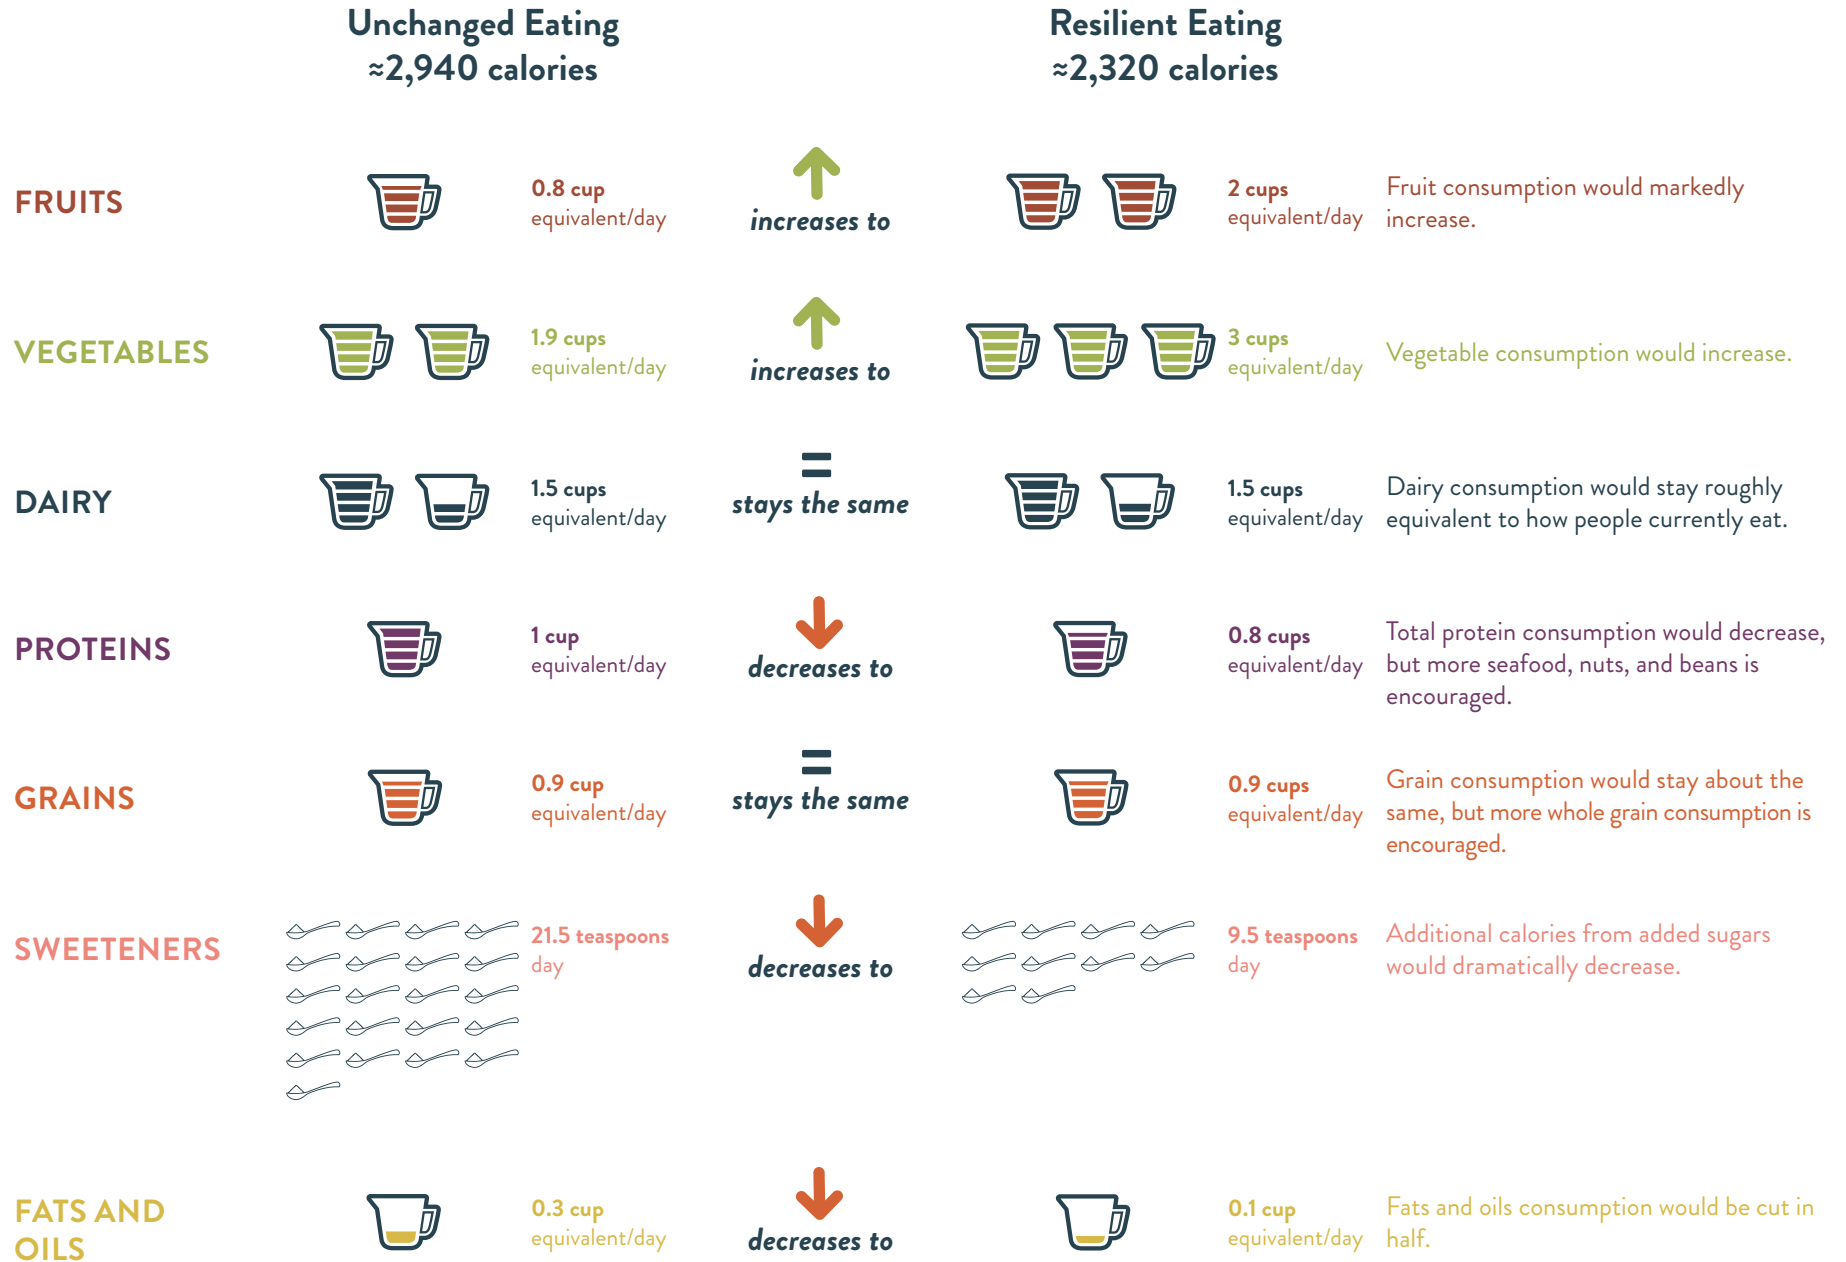 Unchanged Eating
≈2,940 calories
Resilient Eating
≈2,320 calories
FRUITS
0.8 cup
equivalent/day
increases to
2 cups
equivalent/day
Fruit consumption would markedly
increase.
VEGETABLES
1.9 cups
equivalent/day
increases to
3 cups
equivalent/day
Vegetable consumption would increase.
DAIRY
1.5 cups
equivalent/day
=
stays the same
1.5 cups
equivalent/day
Dairy consumption would stay roughly
equivalent to how people currently eat.
PROTEINS
1 cup
equivalent/day
decreases to
0.8 cups
equivalent/day
Total protein consumption would decrease,
but more seafood, nuts, and beans is
encouraged.
GRAINS
0.9 cup
equivalent/day
=
stays the same
0.9 cups
equivalent/day
Grain consumption would stay about the
same, but more whole grain consumption is
encouraged.
SWEETENERS
21.5 teaspoons
day
decreases to
9.5 teaspoons
day
Additional calories from added sugars
would dramatically decrease.
FATS AND
OILS
0.3 cup
equivalent/day
decreases to
0.1 cup
equivalent/day
Fats and oils consumption would be cut in
half.